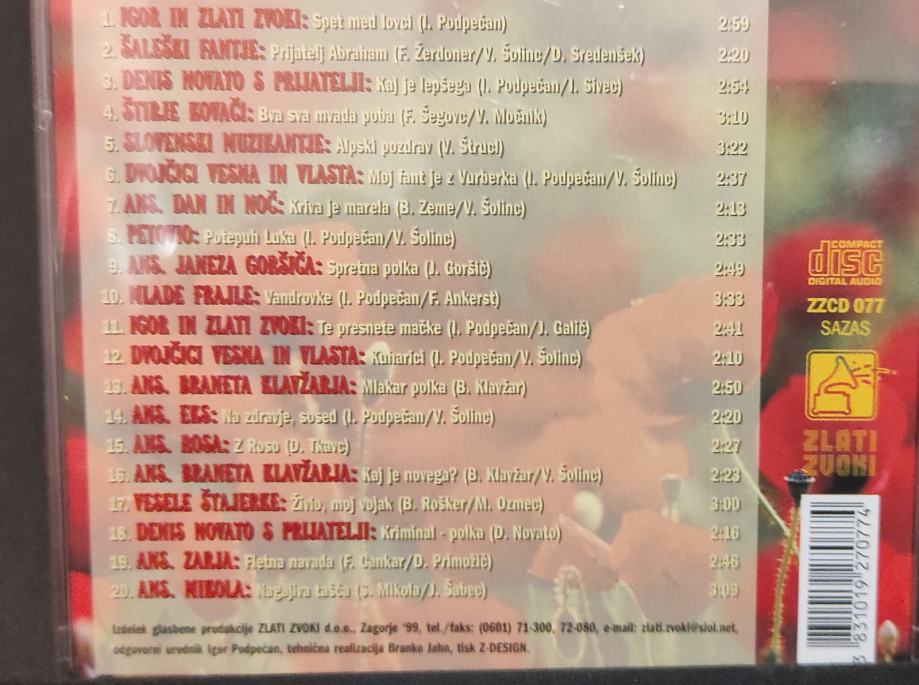 1. IGOR IN ZLATI ZVOKI: Spet med lovci (I. Podpečan) 2:59
2. ŠALEŠKI FANTJE: Prijatelj Abraham (F. Žerdoner/V. Šolinc/D. Sredenšek) 2:20
3. DENIS NOVATO S PRIJATELJI: Kaj je lepšega (I. Podpečan/I. Sivec) 2:54
4. ŠTIRJE KOVAČI: Bva sva mvada poba (F. Šegovc/V. Močnik) 3:10
5. SLOVENSKI MUZIKANTJE: Alpski pozdrav (V. Štrucl) 3:22
6. DVOJČICI VESNA IN VLASTA: Moj fant je z Vurberka (I. Podpečan/V. Šolinc) 2:37
7. ANS. DAN IN NOČ: Kriva je marela (B. Zeme/V. Šolinc) 2:13
8. PETOVIO: Potepuh Luka (I. Podpečan/V. Šolinc) 2:33
9. ANS. JANEZA GORŠIČA: Spretna polka (J. Goršič) 2:49
10. MLADE FRAJLE: Vandrovke (I. Podpečan/F. Ankerst) 3:33
11. IGOR IN ZLATI ZVOKI: Te presnete mačke (I. Podpečan/J. Galič) 2:41
12. DVOJČICI VESNA IN VLASTA: Kuharici (I. Podpečan/V. Šolinc) 2:10
13. ANS. BRANETA KLAVŽARJA: Mlakar polka (B. Klavžar) 2:50
14. ANS. EKS: Na zdravje, sosed (I. Podpečan/V. Šolinc) 2:20
15. ANS. ROSA: Z Roso (D. Tkavc) 2:27
16. ANS. BRANETA KLAVŽARJA: Kaj je novega? (B. Klavžar/V. Šolinc) 2:23
17. VESELE ŠTAJERKE: Živio, moj vojak (B. Rošker/M. Ozmec) 3:00
18. DENIS NOVATO S PRIJATELJI: Kriminal - polka (D. Novato) 2:16
19. ANS. ZARJA: Fletna navada (F. Cankar/D. Primožič) 2:46
20. ANS. NIKOLA: Nagajiva tašča (S. Mikola/J. Šabec) 3:09
Izdelek glasbene produkcije ZLATI ZVOKI d.o.o., Zagorje '99, tel./faks: (0601) 71-300, 72-080, e-mail: zlati.zvoki@siol.net,
odgovorni urednik Igor Podpečan, tehnična realizacija Branko Jahn, tisk Z-DESIGN.
COMPACT
disc
DIGITAL AUDIO
ZZCD 077
SAZAS
ZLATI
ZVOKI
3 831019 270774